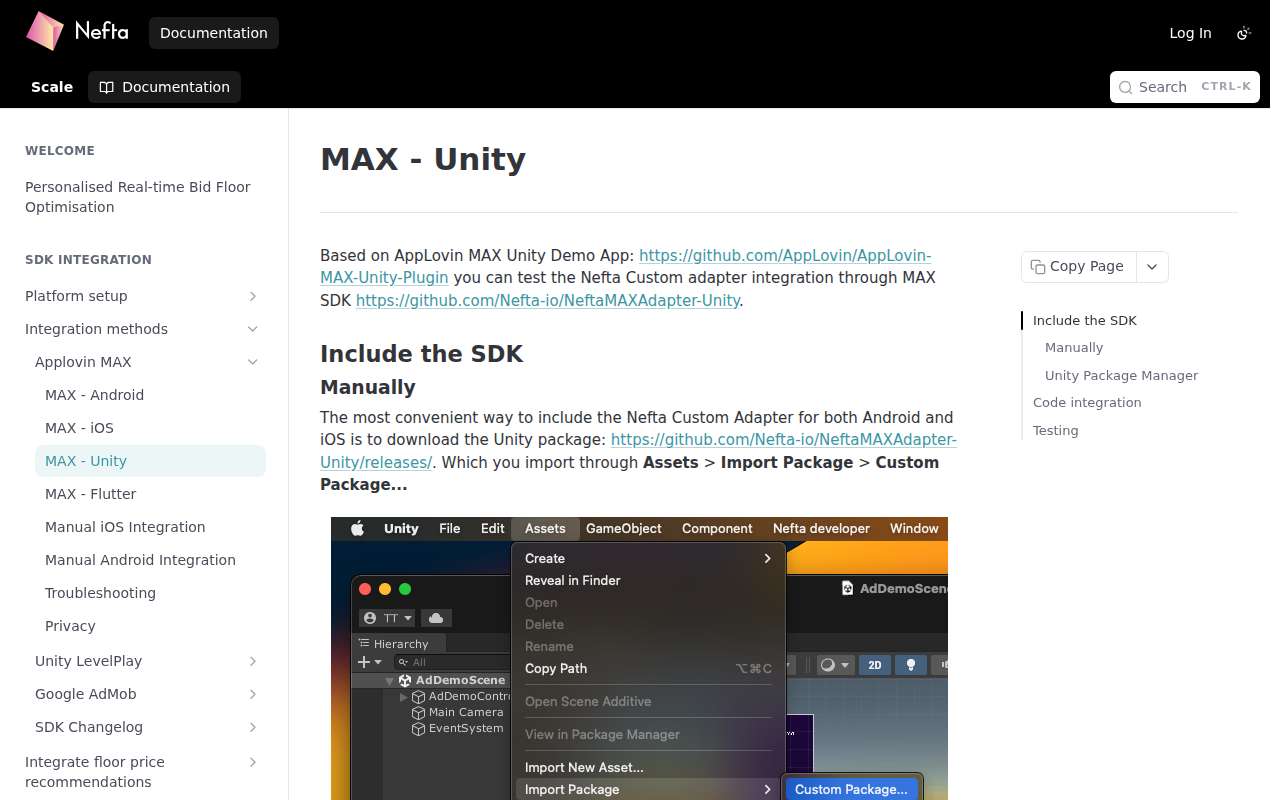 Nefta
Documentation
Log In
Scale
Documentation
Search CTRL-K
WELCOME
Personalised Real-time Bid Floor
Optimisation
SDK INTEGRATION
Platform setup
Integration methods
Applovin MAX
MAX - Android
MAX - iOS
MAX - Unity
MAX - Flutter
Manual iOS Integration
Manual Android Integration
Troubleshooting
Privacy
Unity LevelPlay
Google AdMob
SDK Changelog
Integrate floor price
recommendations
MAX - Unity
Based on AppLovin MAX Unity Demo App: https://github.com/AppLovin/AppLovin-
MAX-Unity-Plugin you can test the Nefta Custom adapter integration through MAX
SDK https://github.com/Nefta-io/NeftaMAXAdapter-Unity.
Include the SDK
Manually
The most convenient way to include the Nefta Custom Adapter for both Android and
iOS is to download the Unity package: https://github.com/Nefta-io/NeftaMAXAdapter-
Unity/releases/. Which you import through Assets > Import Package > Custom
Package...
Unity File Edit Assets GameObject Component Nefta developer Window
Create
Reveal in Finder
Open
Delete
Rename
Copy Path ⌥⌘C
Open Scene Additive
View in Package Manager
Import New Asset...
Import Package
Custom Package...
AdDemoScen
TT
Hierarchy
All
AdDemoScene
AdDemoContr
Main Camera
EventSystem
2D
Copy Page
Include the SDK
Manually
Unity Package Manager
Code integration
Testing